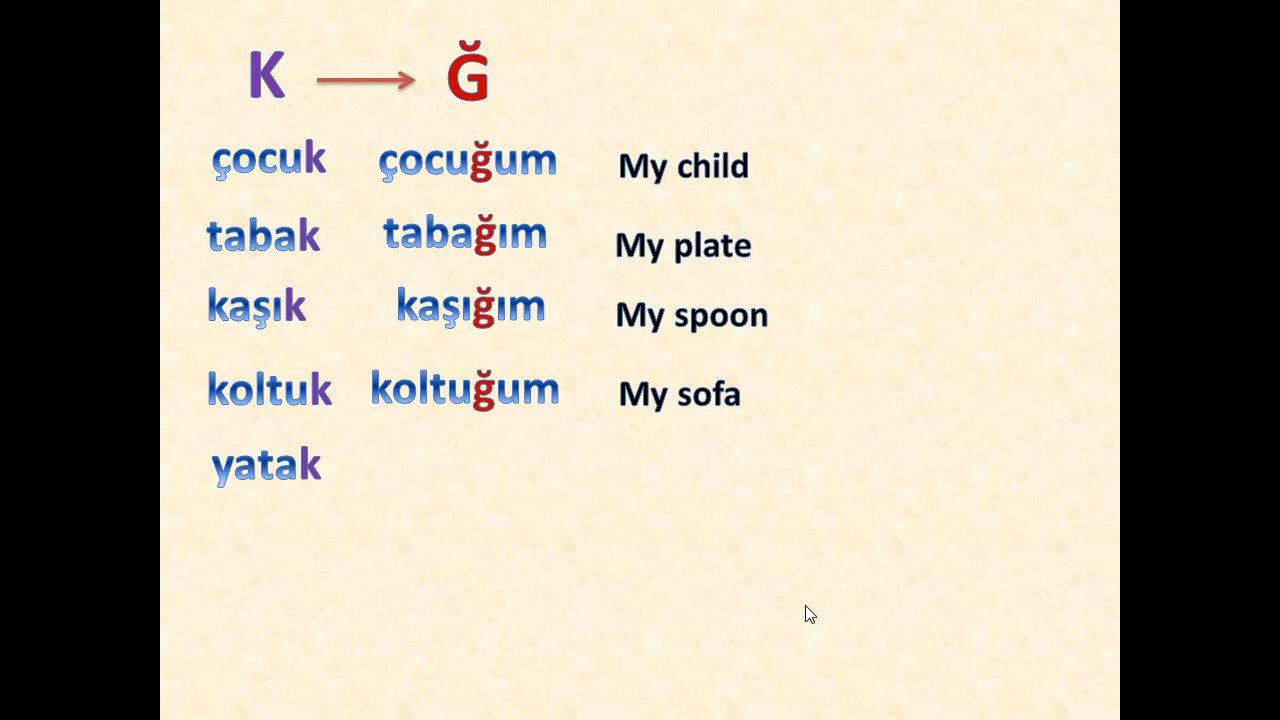 K Ğ
çocuk çocuğum My child
tabak tabağım My plate
kaşık kaşığım My spoon
koltuk koltuğum My sofa
yatak